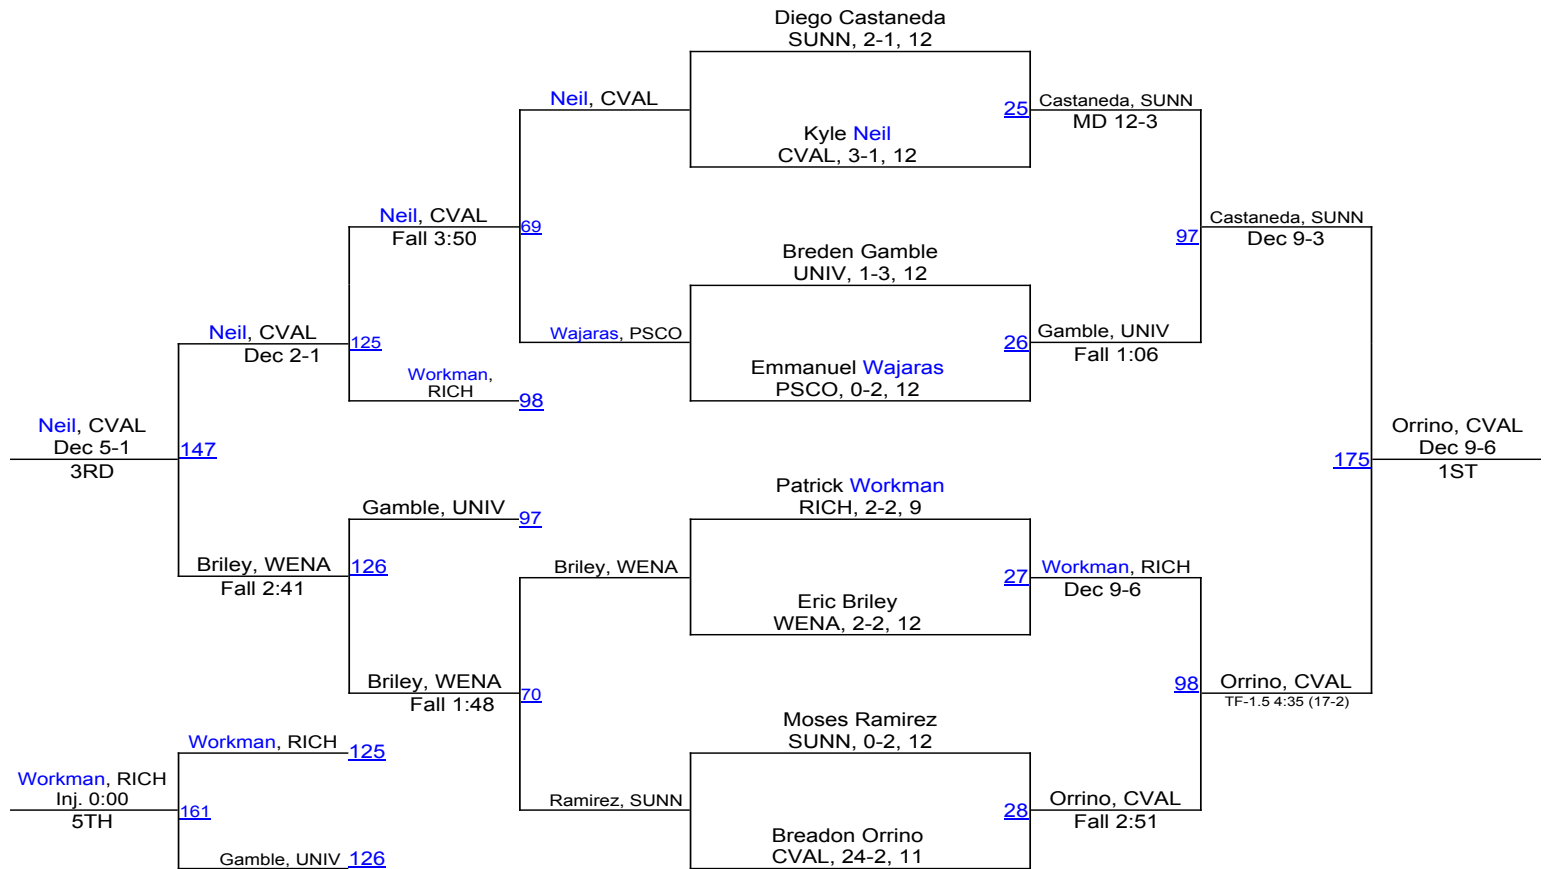 Diego Castaneda
SUNN, 2-1, 12
Neil, CVAL
25
Castaneda, SUNN
MD 12-3
Kyle Neil
CVAL, 3-1, 12
Neil, CVAL
Fall 3:50
69
97
Castaneda, SUNN
Dec 9-3
Breden Gamble
UNIV, 1-3, 12
Neil, CVAL
Dec 2-1
125
Wajaras, PSCO
26
Gamble, UNIV
Fall 1:06
Emmanuel Wajaras
PSCO, 0-2, 12
Workman,
RICH
98
Neil, CVAL
Dec 5-1
3RD
147
175
Orrino, CVAL
Dec 9-6
1ST
Patrick Workman
RICH, 2-2, 9
Gamble, UNIV
97
Briley, WENA
Fall 2:41
126
Briley, WENA
27
Workman, RICH
Dec 9-6
Eric Briley
WENA, 2-2, 12
Briley, WENA
Fall 1:48
70
98
Orrino, CVAL
TF-1.5 4:35 (17-2)
Moses Ramirez
SUNN, 0-2, 12
Workman, RICH
125
Workman, RICH
Inj. 0:00
5TH
161
Ramirez, SUNN
28
Orrino, CVAL
Fall 2:51
Breadon Orrino
CVAL, 24-2, 11
Gamble, UNIV
126